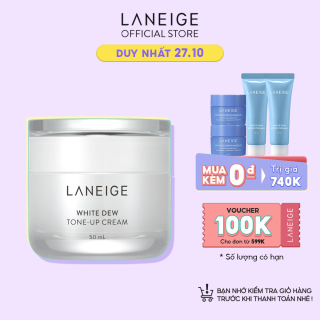 LANEIGE
OFFICIAL STORE
DUY NHẤT 27.10
LANEIGE
WHITE DEW
TONE-UP CREAM
50 mL
MUA KÈM 0đ
Trị giá
740K
VOUCHER
100K
Cho đơn từ 599K
LANEIGE
* Số lượng có hạn
BẠN NHỚ KIỂM TRA GIỎ HÀNG
TRƯỚC KHI THANH TOÁN NHÉ!